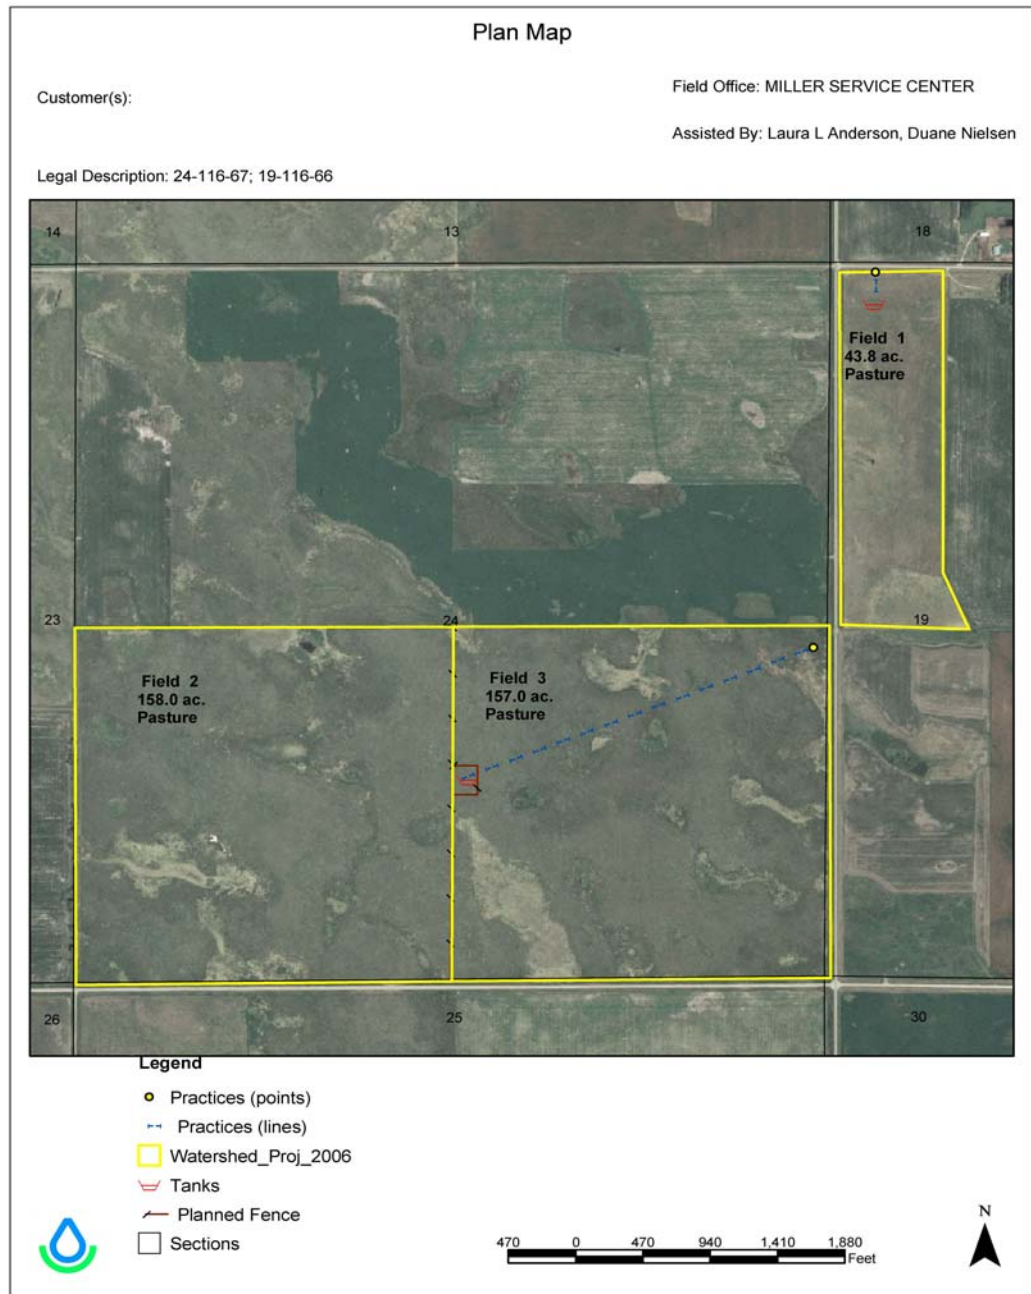 Plan Map
Customer(s):
Field Office: MILLER SERVICE CENTER
Assisted By: Laura L Anderson, Duane Nielsen
Legal Description: 24-116-67; 19-116-66
14
13
18
Field 1
43.8 ac.
Pasture
23
24
19
Field 2
158.0 ac.
Pasture
Field 3
157.0 ac.
Pasture
26
25
30
Legend
Practices (points)
Practices (lines)
Watershed_Proj_2006
Tanks
Planned Fence
Sections
470 0 470 940 1,410 1,880
Feet
N